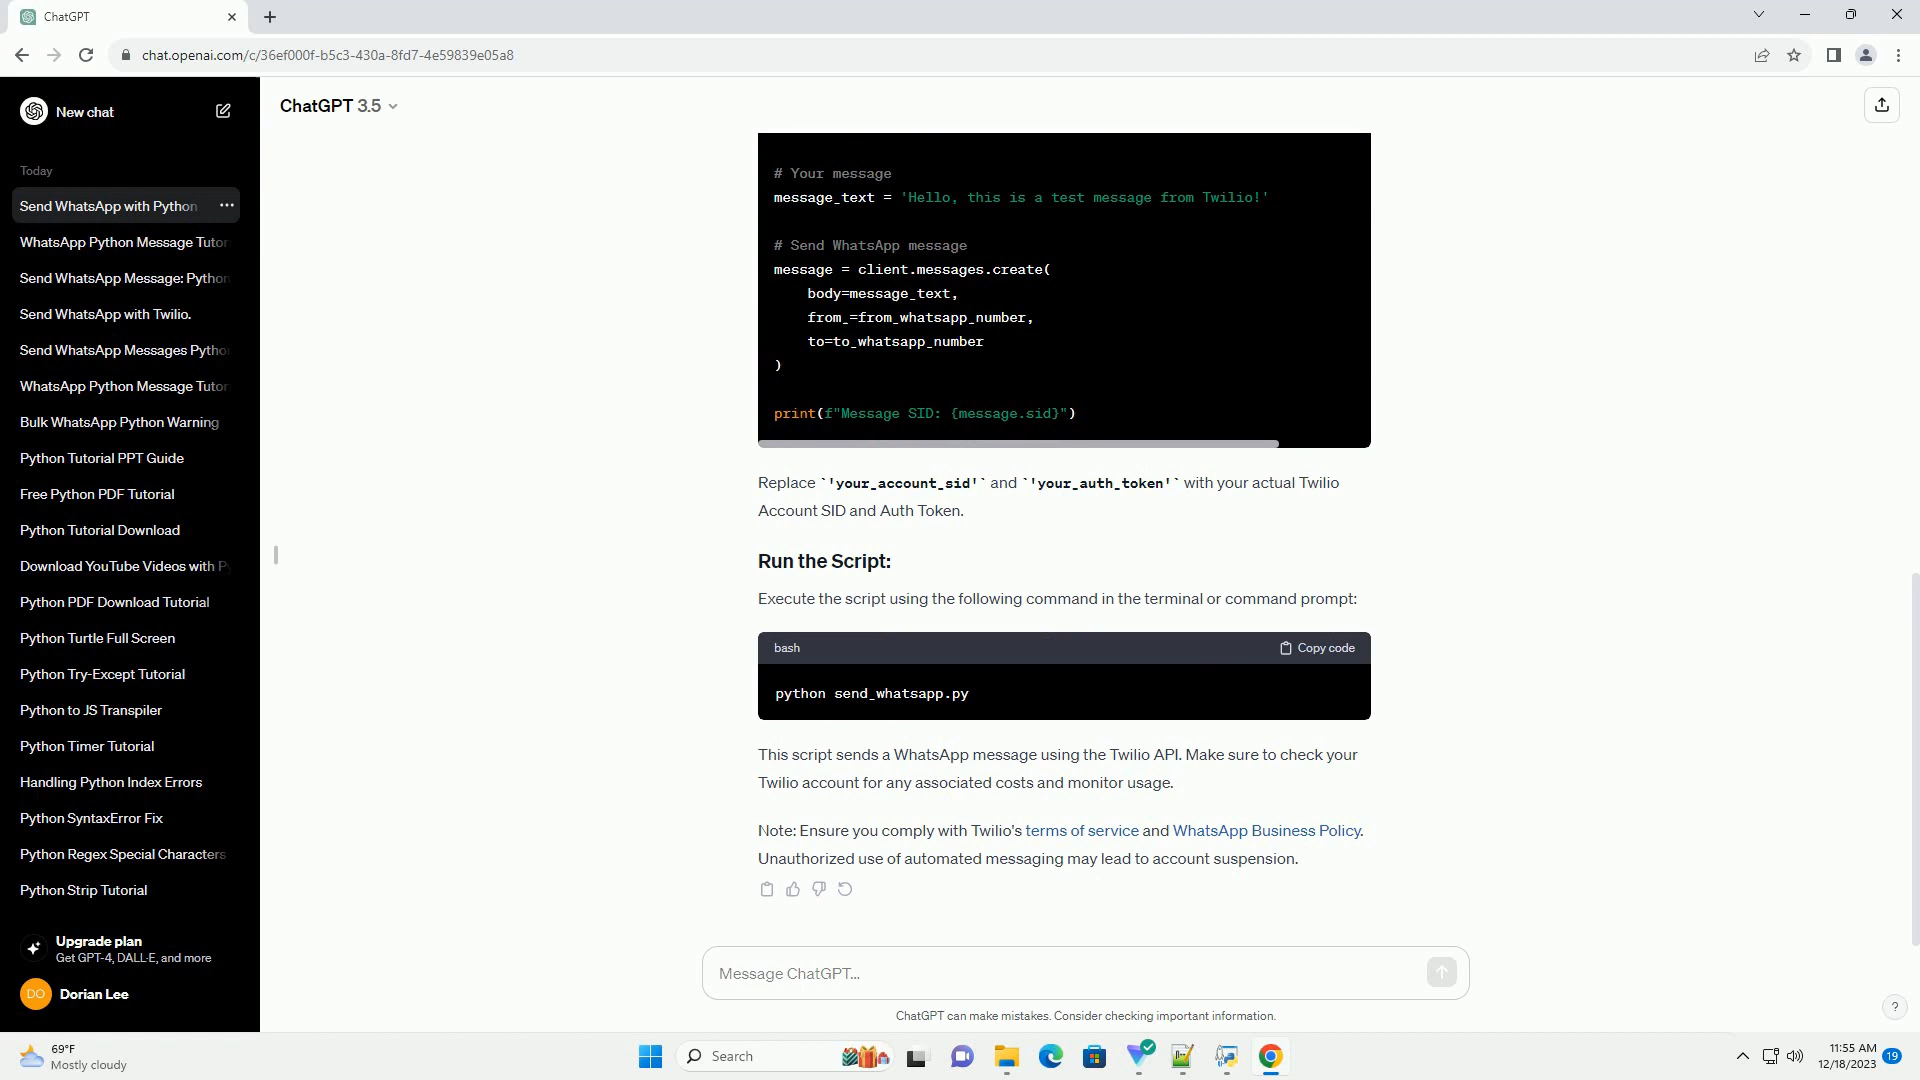 ChatGPT
chat.openai.com/c/36ef000f-b5c3-430a-8fd7-4e59839e05a8
New chat
Today
Send WhatsApp with Python
WhatsApp Python Message Tutor
Send WhatsApp Message: Python
Send WhatsApp with Twilio.
Send WhatsApp Messages Pytho
WhatsApp Python Message Tutor
Bulk WhatsApp Python Warning
Python Tutorial PPT Guide
Free Python PDF Tutorial
Python Tutorial Download
Download YouTube Videos with P
Python PDF Download Tutorial
Python Turtle Full Screen
Python Try-Except Tutorial
Python to JS Transpiler
Python Timer Tutorial
Handling Python Index Errors
Python SyntaxError Fix
Python Regex Special Characters
Python Strip Tutorial
Upgrade plan
Get GPT-4, DALL·E, and more
DO Dorian Lee
ChatGPT 3.5
# Your message
message_text = 'Hello, this is a test message from Twilio!'
# Send WhatsApp message
message = client.messages.create(
body=message_text,
from_=from_whatsapp_number,
to=to_whatsapp_number
)
print(f"Message SID: {message.sid}")
Replace `'your_account_sid'` and `'your_auth_token'` with your actual Twilio
Account SID and Auth Token.
Run the Script:
Execute the script using the following command in the terminal or command prompt:
bash Copy code
python send_whatsapp.py
This script sends a WhatsApp message using the Twilio API. Make sure to check your
Twilio account for any associated costs and monitor usage.
Note: Ensure you comply with Twilio's terms of service and WhatsApp Business Policy.
Unauthorized use of automated messaging may lead to account suspension.
Message ChatGPT...
ChatGPT can make mistakes. Consider checking important information.
?
69°F
Mostly cloudy
Search
11:55 AM
12/18/2023
19